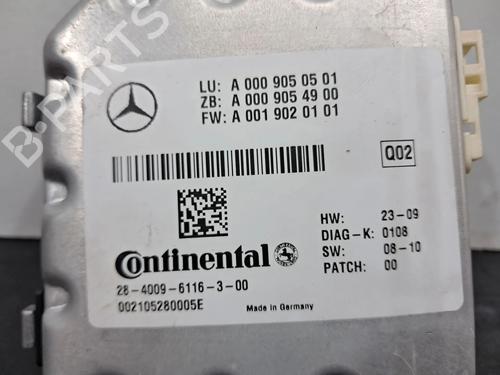 LU: A 000 905 05 01
ZB: A 000 905 49 00
FW: A 001 902 01 01
Q02
HW: 23-09
DIAG-K: 0108
SW: 08-10
PATCH: 00
Continental
28-4009-6116-3-00
002105280005E
Made in Germany